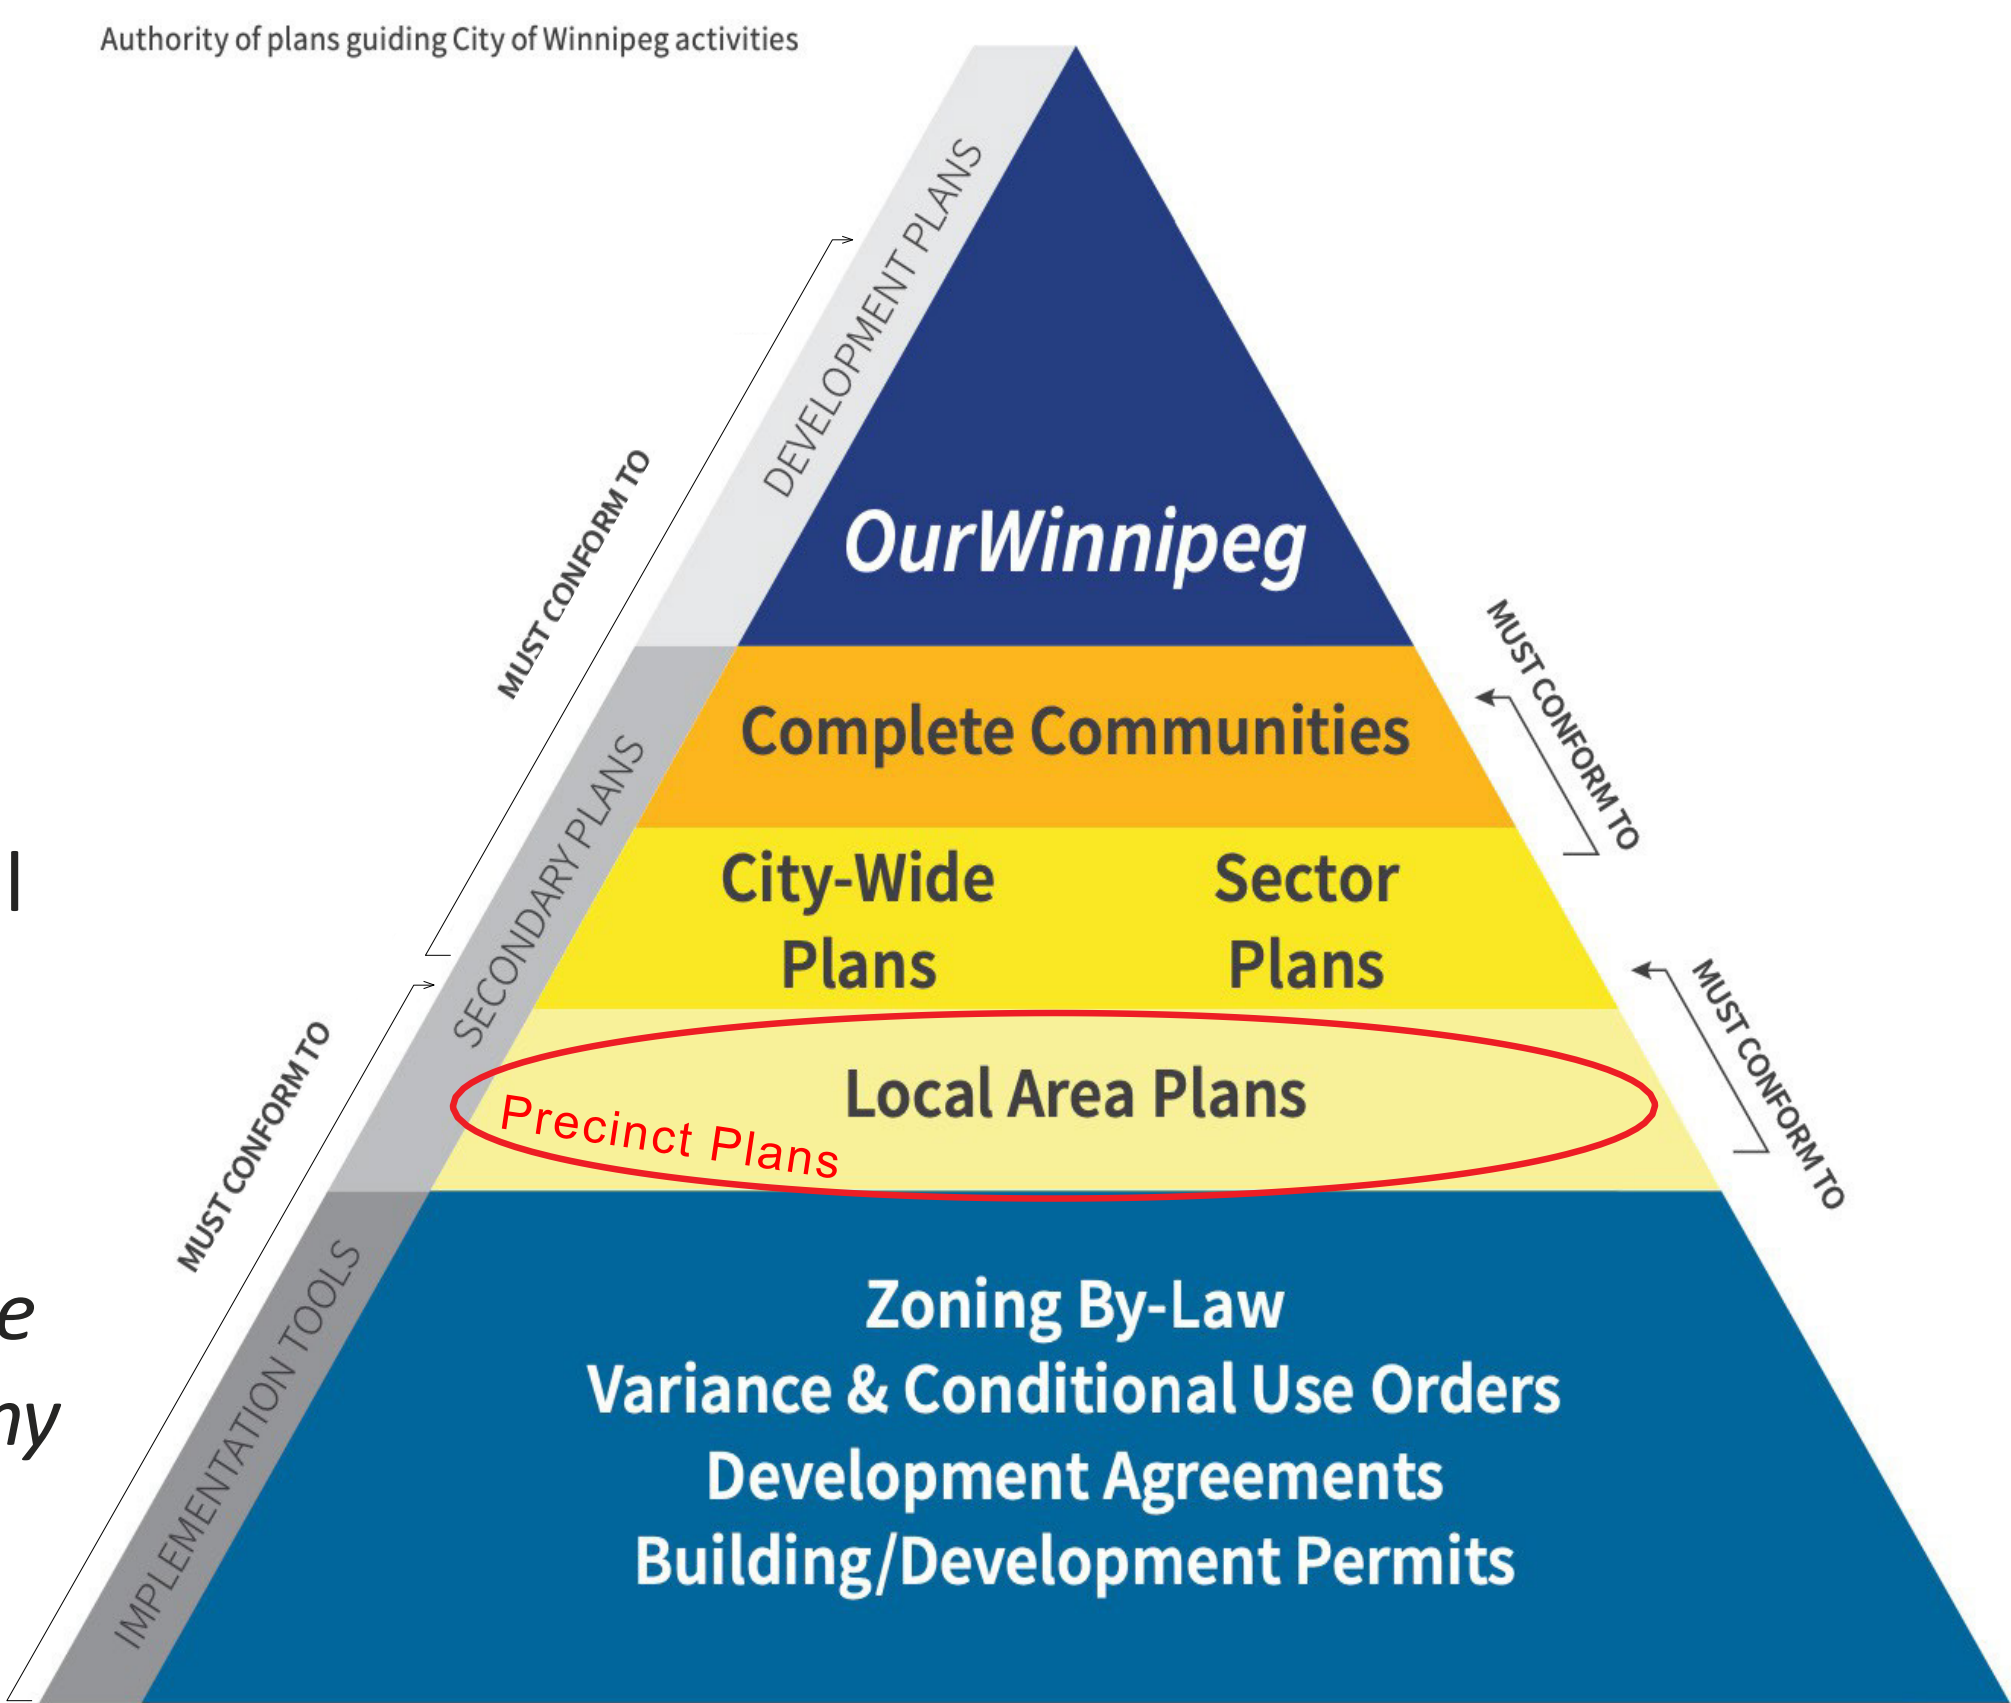 Authority of plans guiding City of Winnipeg activities
DEVELOPMENT PLANS
MUST CONFORM TO
OurWinnipeg
MUST CONFORM TO
Complete Communities
SECONDARY PLANS
City-Wide
Plans
Sector
Plans
MUST CONFORM TO
MUST CONFORM TO
Local Area Plans
Precinct Plans
IMPLEMENTATION TOOLS
Zoning By-Law
Variance & Conditional Use Orders
Development Agreements
Building/Development Permits